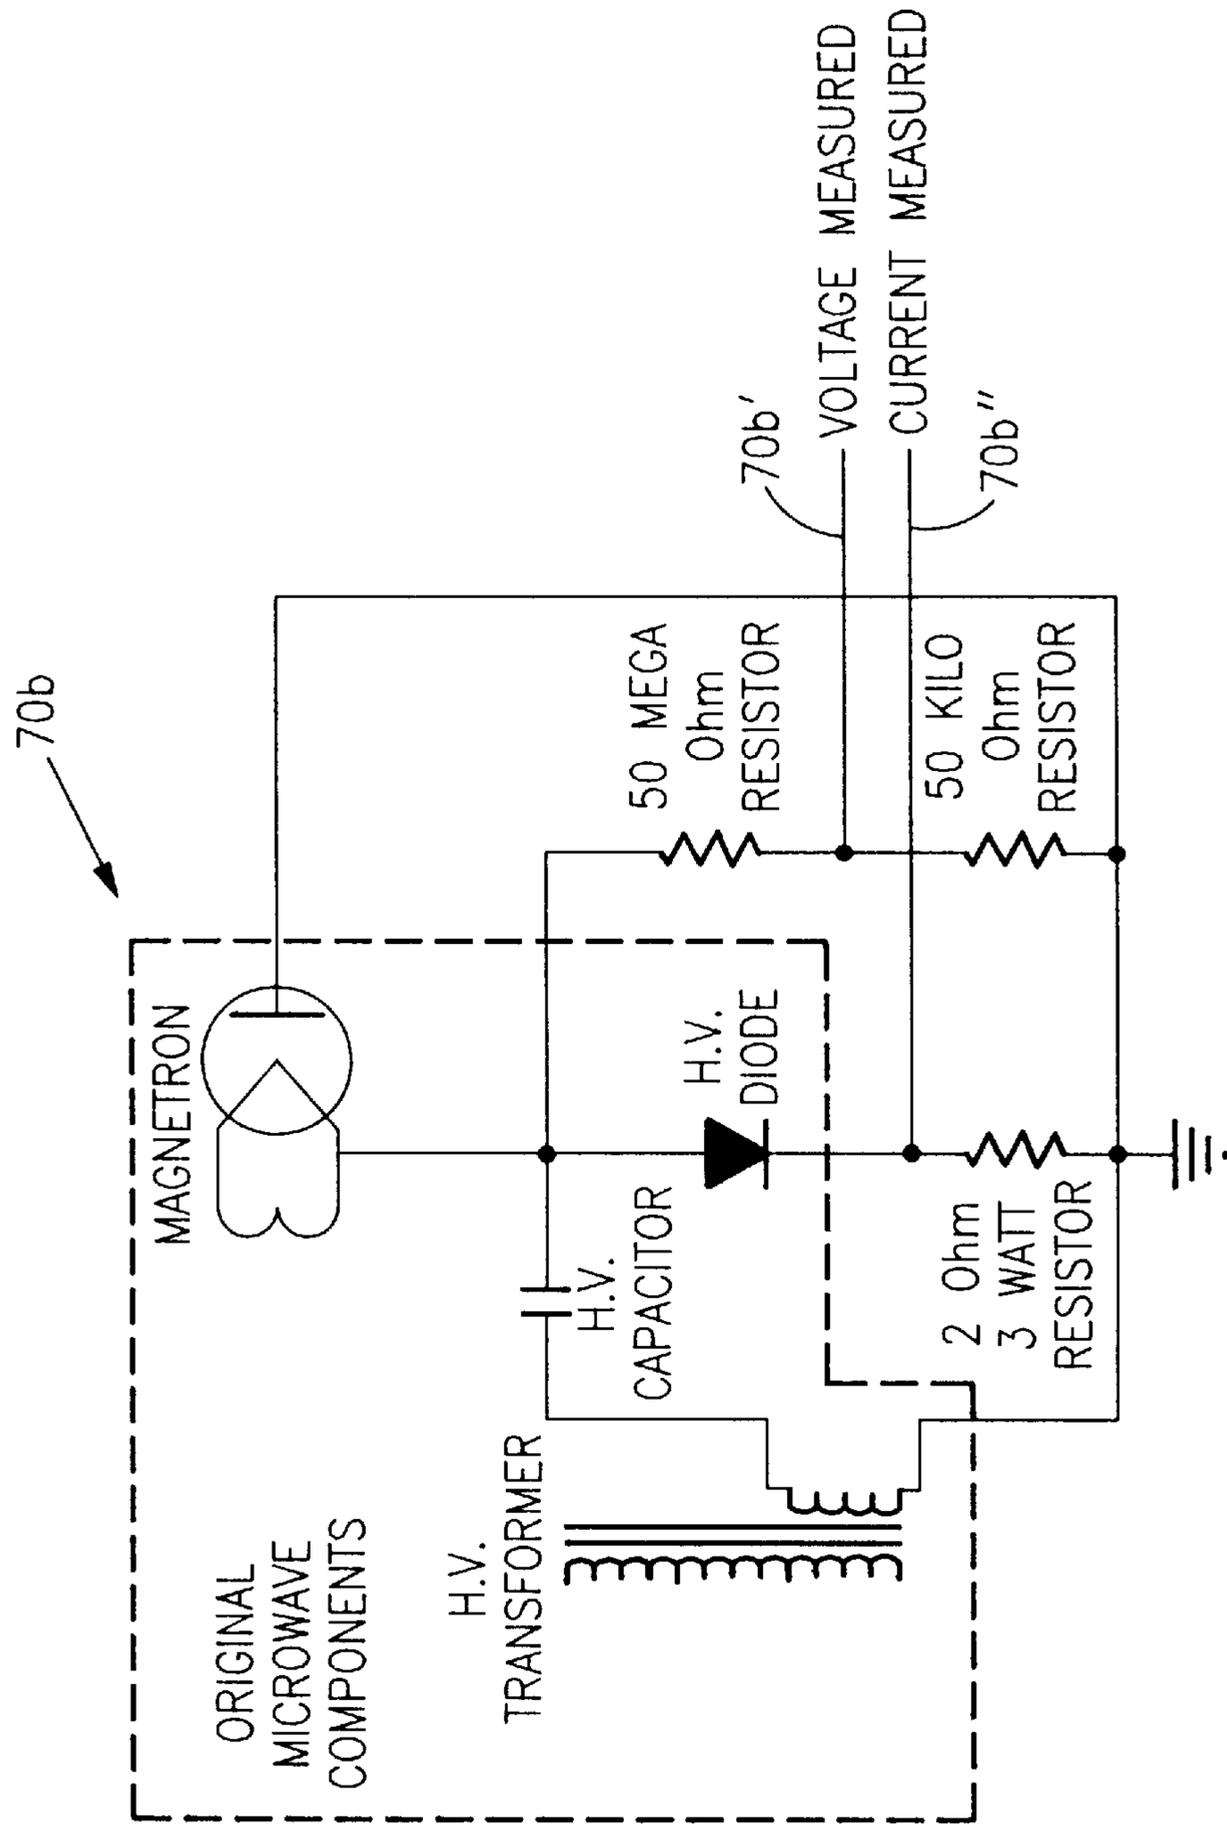 70b
ORIGINAL
MICROWAVE
COMPONENTS
MAGNETRON
H.V.
TRANSFORMER
H.V.
CAPACITOR
H.V.
DIODE
50 MEGA
Ohm
RESISTOR
70b'
VOLTAGE MEASURED
CURRENT MEASURED
70b"
2 Ohm
3 WATT
RESISTOR
50 KILO
Ohm
RESISTOR